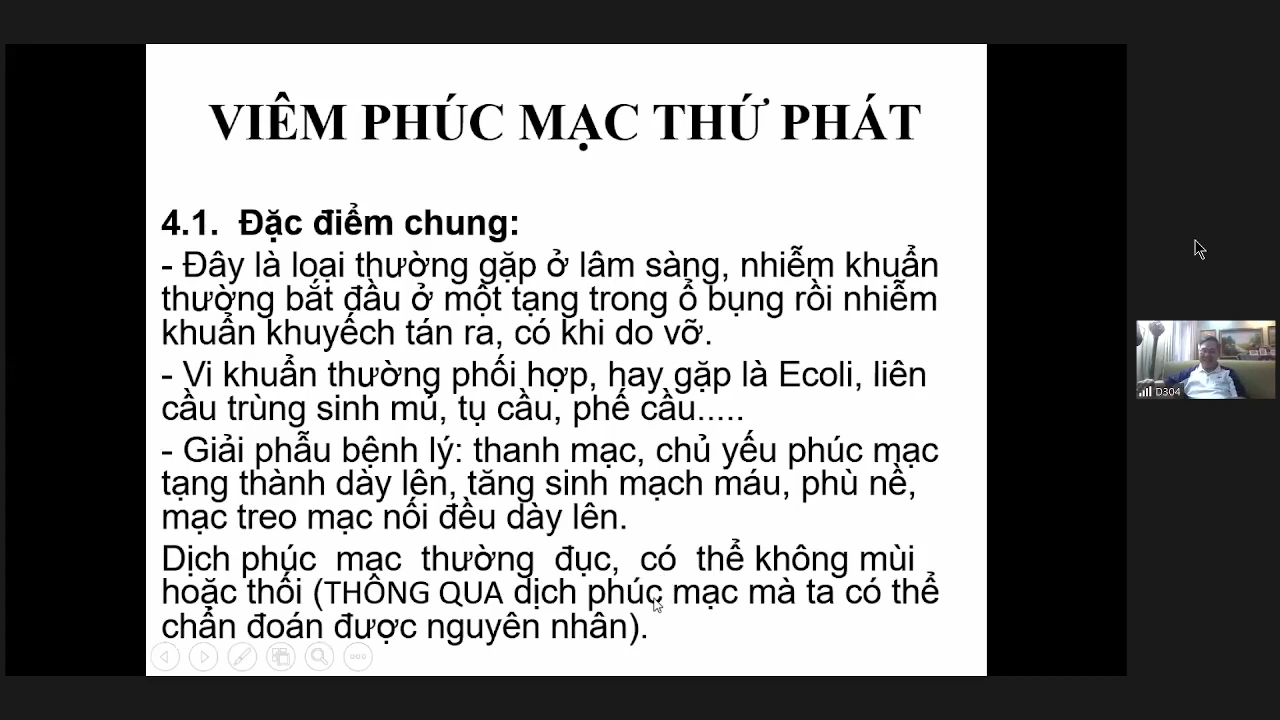 VIÊM PHÚC MẠC THỨ PHÁT
4.1. Đặc điểm chung:
- Đây là loại thường gặp ở lâm sàng, nhiễm khuẩn
thường bắt đầu ở một tạng trong ổ bụng rồi nhiễm
khuẩn khuyếch tán ra, có khi do vỡ.
- Vi khuẩn thường phối hợp, hay gặp là Ecoli, liên
cầu trùng sinh mủ, tụ cầu, phế cầu.....
- Giải phẫu bệnh lý: thanh mạc, chủ yếu phúc mạc
tạng thành dày lên, tăng sinh mạch máu, phù nề,
mạc treo mạc nối đều dày lên.
Dịch phúc mạc thường đục, có thể không mùi
hoặc thối (THÔNG QUA dịch phúc mạc mà ta có thể
chẩn đoán được nguyên nhân).
D304